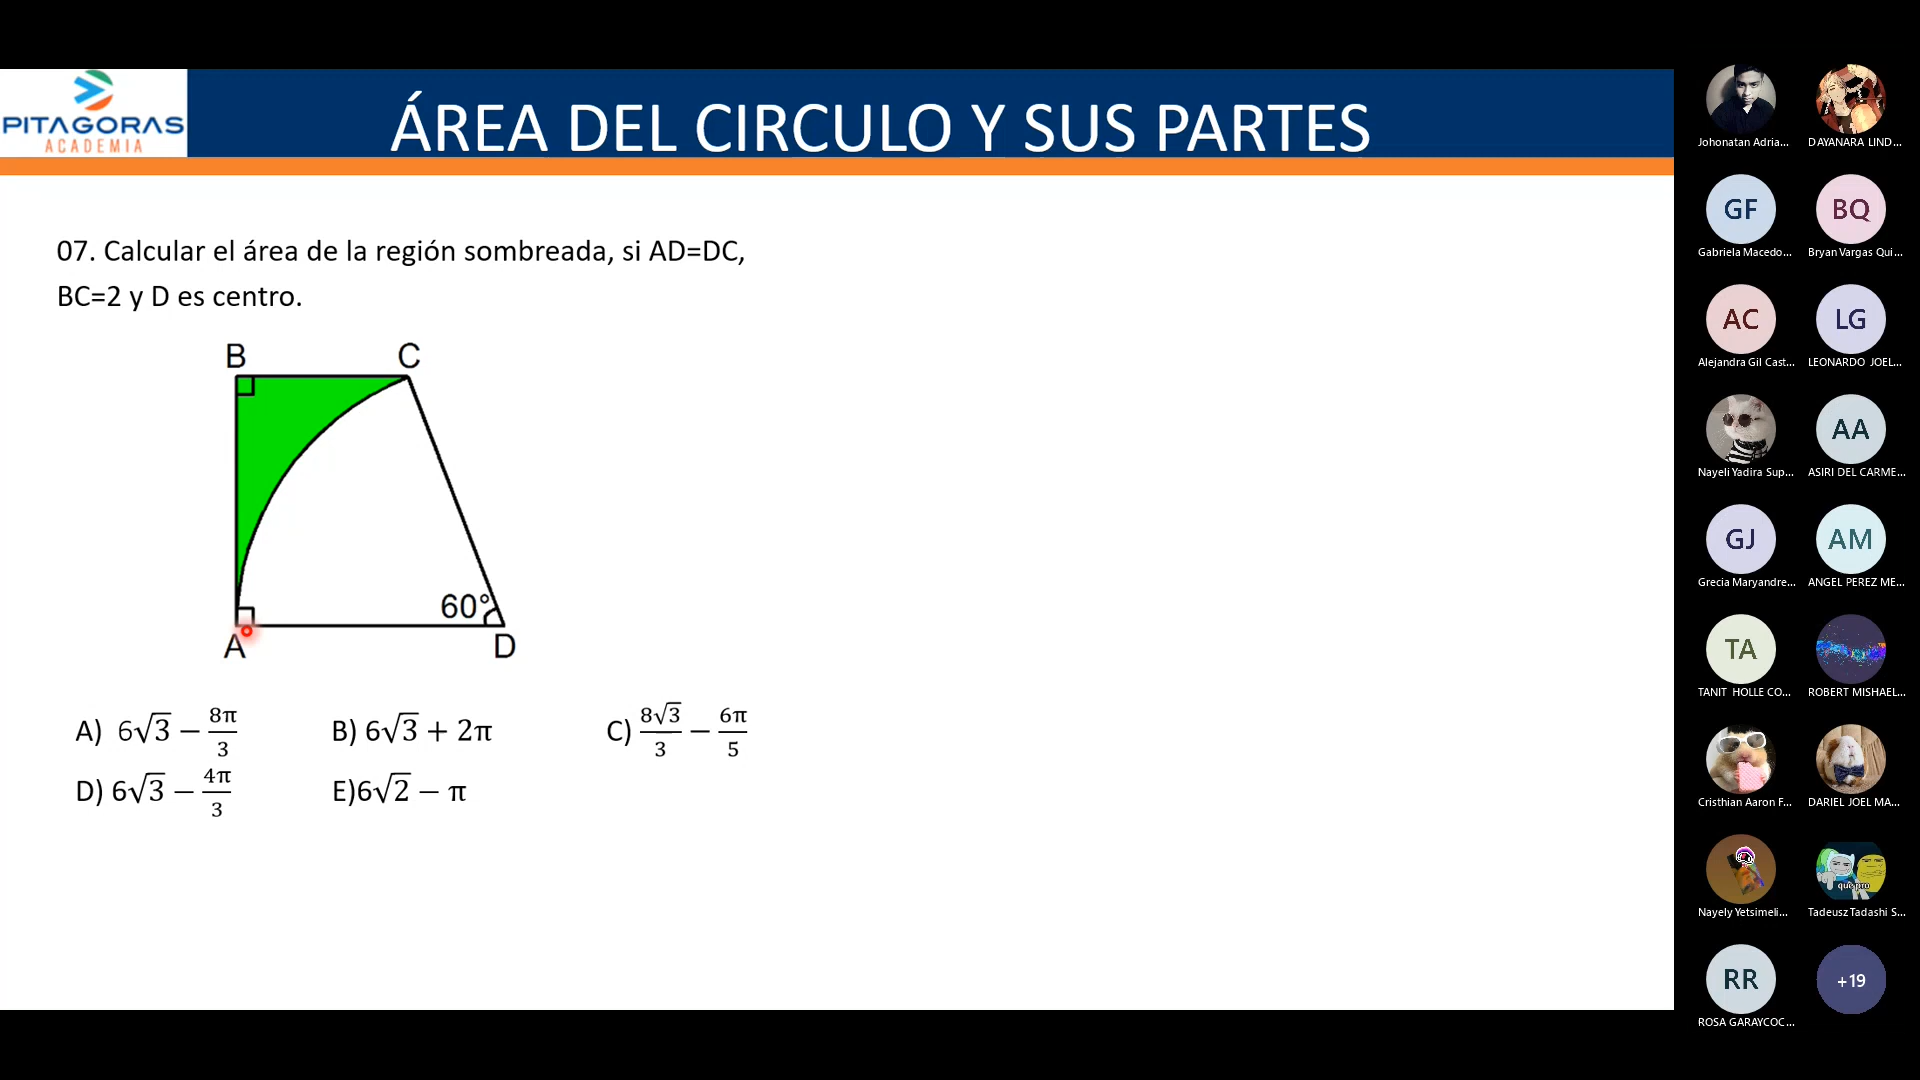 PITAGORAS
ACADEMIA
ÁREA DEL CIRCULO Y SUS PARTES
07. Calcular el área de la región sombreada, si AD=DC,
BC=2 y D es centro.
B
C
60°
A
D
A) 6√3 − 8π/3
B) 6√3 + 2π
C) 8√3/3 − 6π/5
D) 6√3 − 4π/3
E)6√2 − π
Johonatan Adria...
DAYANARA LIND...
GF
BQ
Gabriela Macedo...
Bryan Vargas Qui...
AC
LG
Alejandra Gil Cast...
LEONARDO JOEL...
AA
Nayeli Yadira Sup...
ASIRI DEL CARME...
GJ
AM
Grecia Maryandre...
ANGEL PEREZ ME...
TA
TANIT HOLLE CO...
ROBERT MISHAEL...
Cristhian Aaron F...
DARIEL JOEL MA...
que pro
Nayely Yetsimeli...
Tadeusz Tadashi S...
RR
+19
ROSA GARAYCOC...